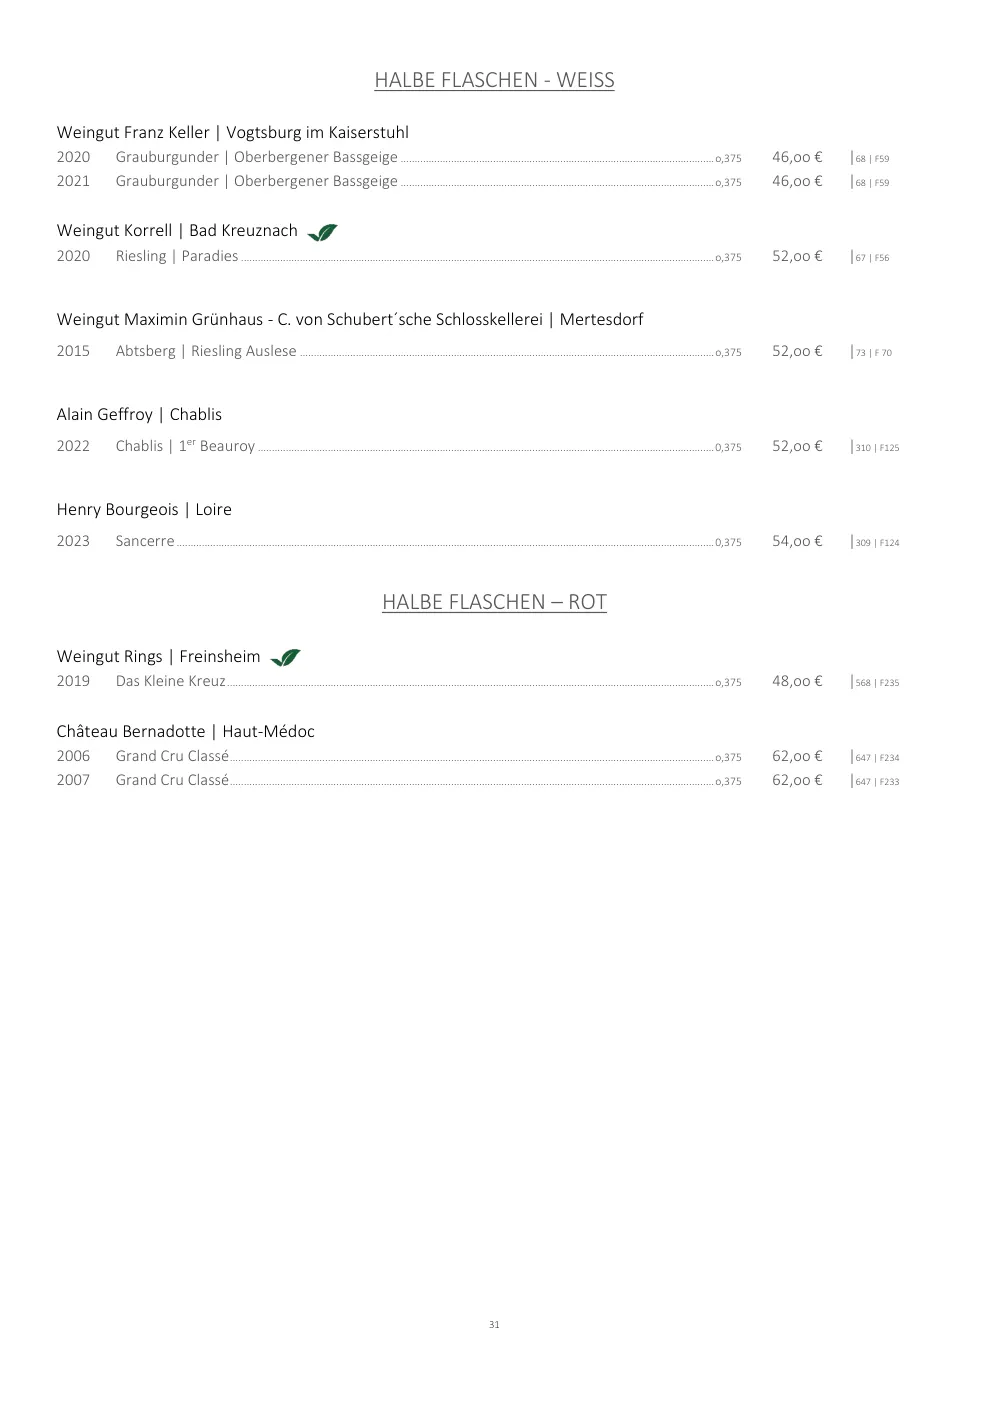 HALBE FLASCHEN - WEISS
Weingut Franz Keller | Vogtsburg im Kaiserstuhl
2020 Grauburgunder | Oberbergener Bassgeige 0,375 46,00 € | 68 | F59
2021 Grauburgunder | Oberbergener Bassgeige 0,375 46,00 € | 68 | F59
Weingut Korrell | Bad Kreuznach
2020 Riesling | Paradies 0,375 52,00 € | 67 | F56
Weingut Maximin Grünhaus - C. von Schubert´sche Schlosskellerei | Mertesdorf
2015 Abtsberg | Riesling Auslese 0,375 52,00 € | 73 | F 70
Alain Geffroy | Chablis
2022 Chablis | 1er Beauroy 0,375 52,00 € | 310 | F125
Henry Bourgeois | Loire
2023 Sancerre 0,375 54,00 € | 309 | F124
HALBE FLASCHEN – ROT
Weingut Rings | Freinsheim
2019 Das Kleine Kreuz 0,375 48,00 € | 568 | F235
Château Bernadotte | Haut-Médoc
2006 Grand Cru Classé 0,375 62,00 € | 647 | F234
2007 Grand Cru Classé 0,375 62,00 € | 647 | F233
31